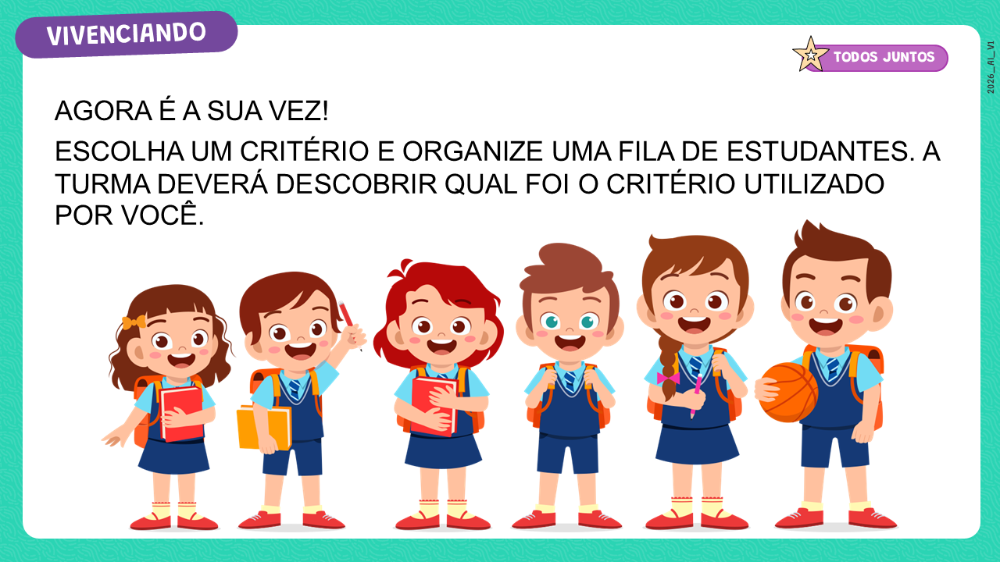 VIVENCIANDO
TODOS JUNTOS
2026_AI_V1
AGORA É A SUA VEZ!
ESCOLHA UM CRITÉRIO E ORGANIZE UMA FILA DE ESTUDANTES. A
TURMA DEVERÁ DESCOBRIR QUAL FOI O CRITÉRIO UTILIZADO
POR VOCÊ.